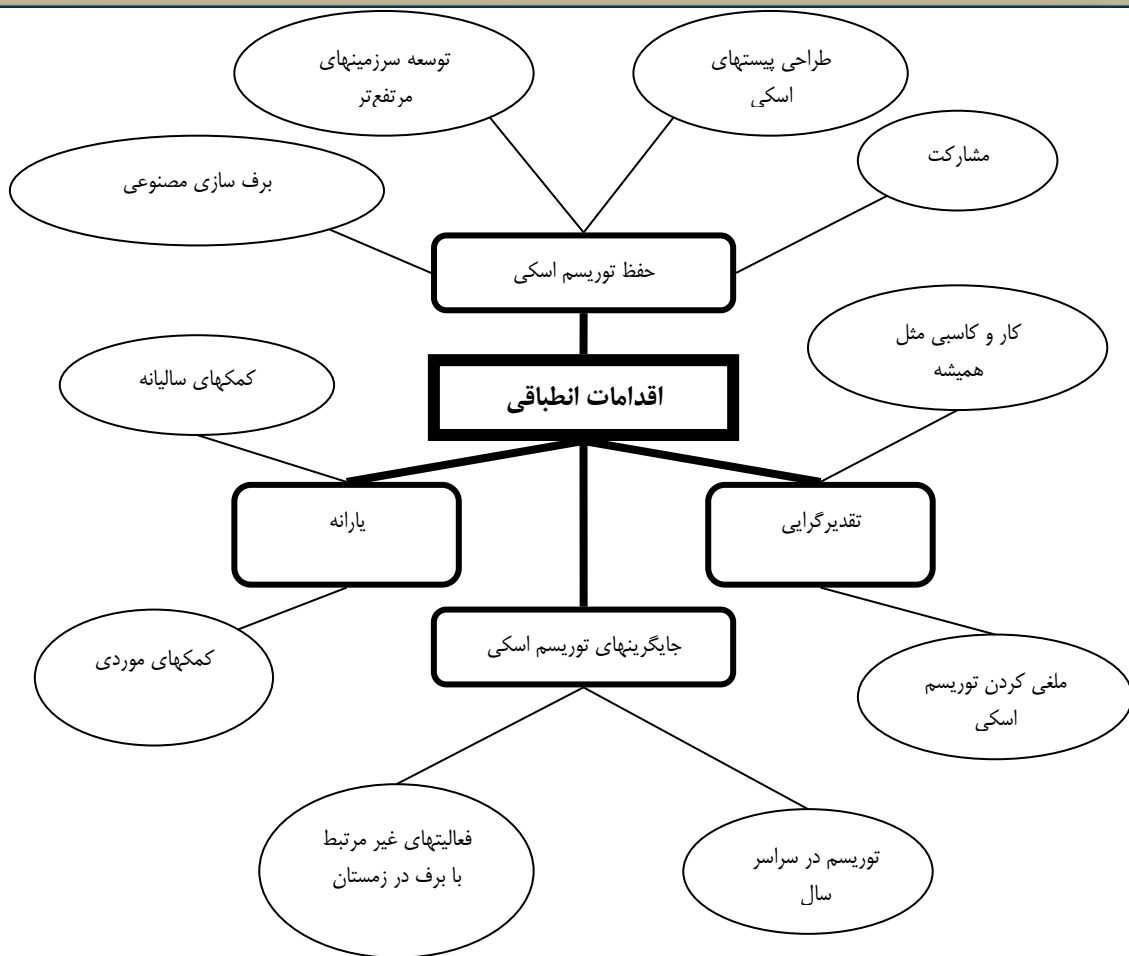 طراحی پیستهای
اسکی
توسعه سرزمینهای
مرتفع‌تر
مشارکت
برف سازی مصنوعی
حفظ توریسم اسکی
کار و کاسبی مثل
همیشه
کمکهای سالیانه
اقدامات انطباقی
تقدیرگرایی
یارانه
جایگرینهای توریسم اسکی
کمکهای موردی
ملغی کردن توریسم
اسکی
فعالیتهای غیر مرتبط
با برف در زمستان
توریسم در سراسر
سال